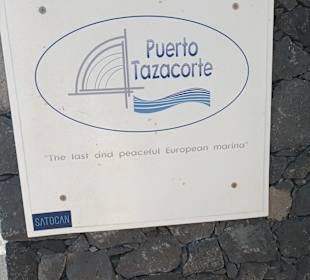 Puerto
Tazacorte
"The last and peaceful European marina"
SATOCAN